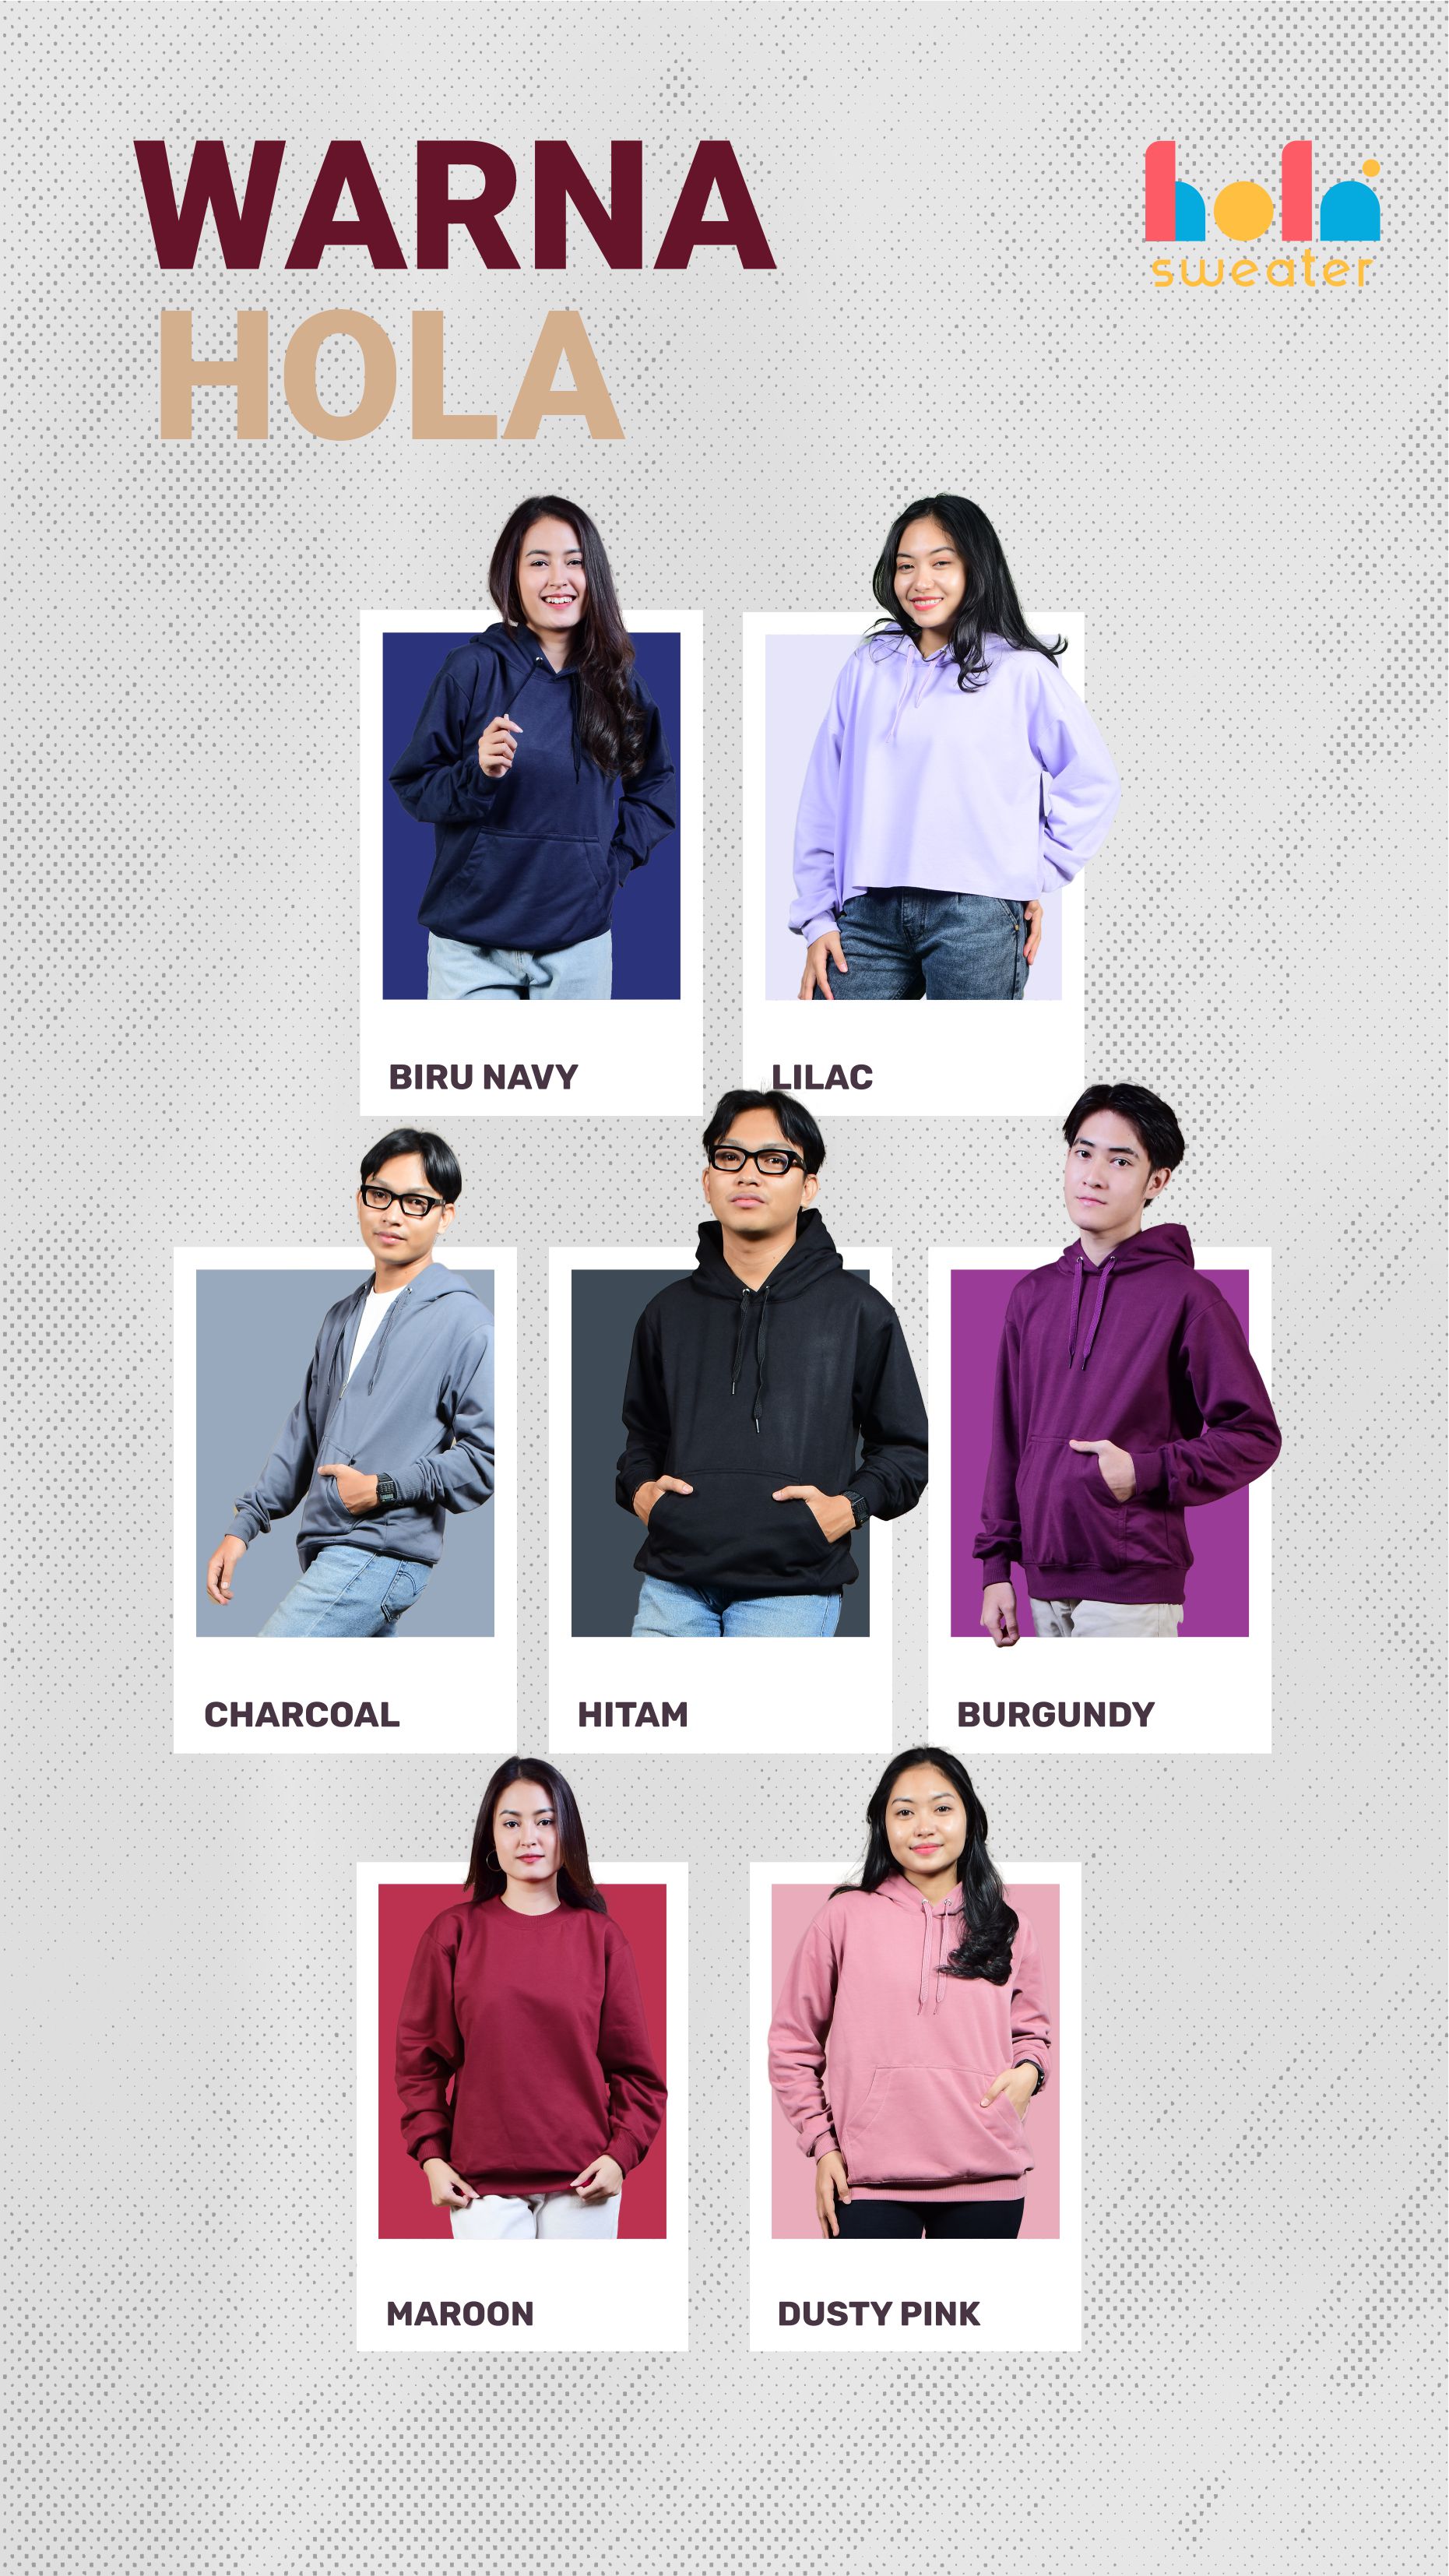 WARNA
HOLA
hola
sweater
BIRU NAVY
LILAC
CHARCOAL
HITAM
BURGUNDY
MAROON
DUSTY PINK